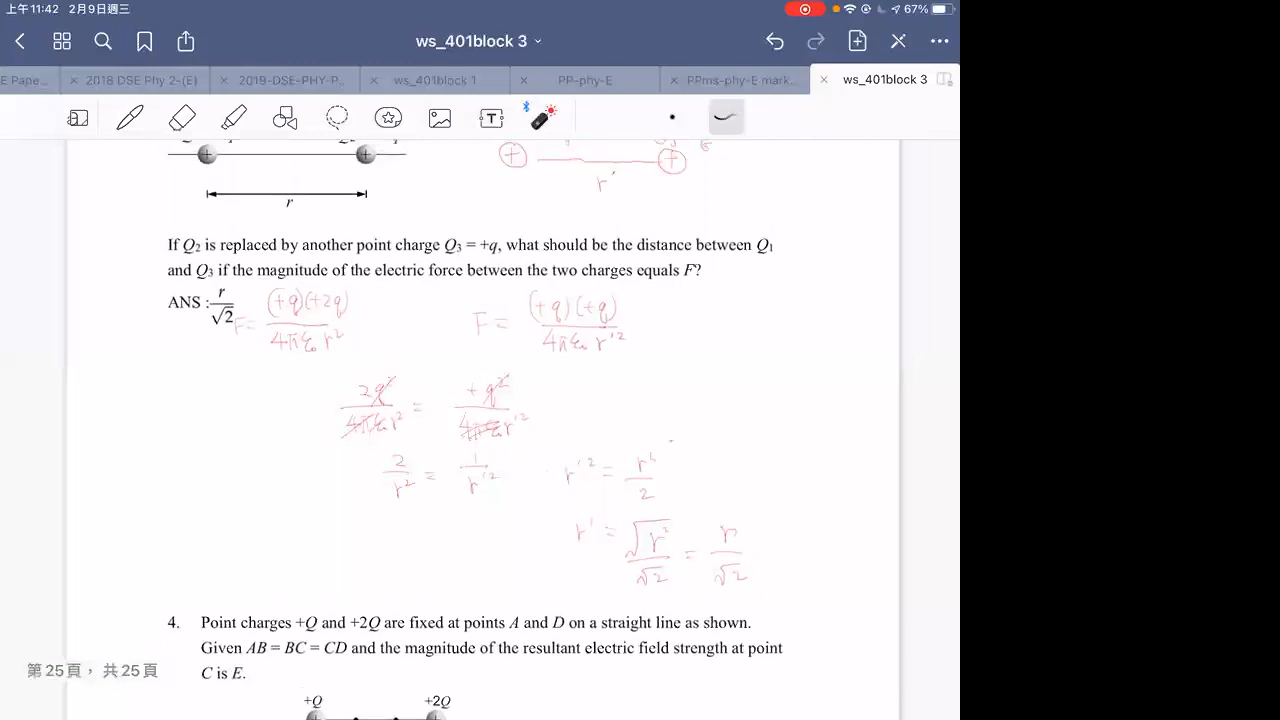 上午11:42 2月9日週三
67%
ws_401block 3
E Pape...
2018 DSE Phy 2-(E)
2019-DSE-PHY-P...
ws_401block 1
PP-phy-E
PPms-phy-E mark...
ws_401block 3
r
r'
If Q2 is replaced by another point charge Q3 = +q, what should be the distance between Q1
and Q3 if the magnitude of the electric force between the two charges equals F?
ANS : r/√2
F = (+q)(+2q)/4πε₀r²
F = (+q)(+q)/4πε₀r'²
2q²/4πε₀r² = +q²/4πε₀r'²
2/r² = 1/r'²
r'² = r²/2
r' = √r²/√2 = r/√2
4. Point charges +Q and +2Q are fixed at points A and D on a straight line as shown.
Given AB = BC = CD and the magnitude of the resultant electric field strength at point
C is E.
第25頁，共25頁
+Q +2Q